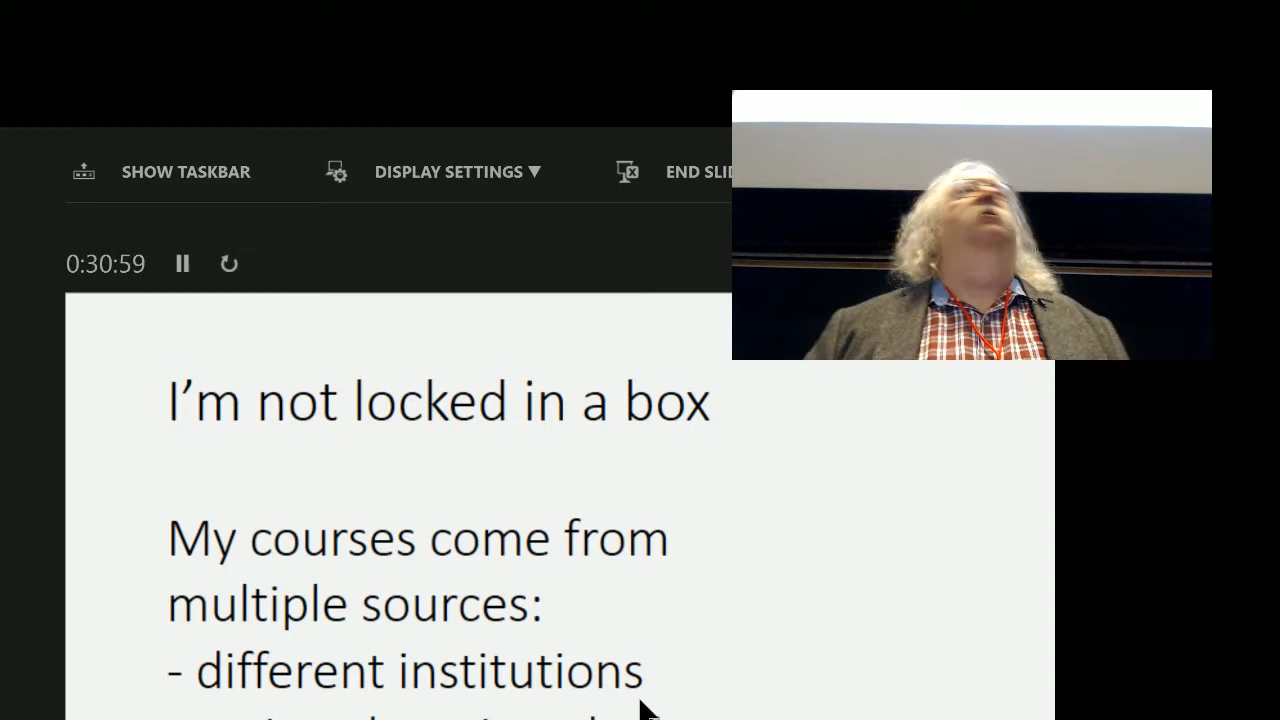 SHOW TASKBAR
DISPLAY SETTINGS ▼
END
0:30:59
I'm not locked in a box
My courses come from
multiple sources:
- different institutions